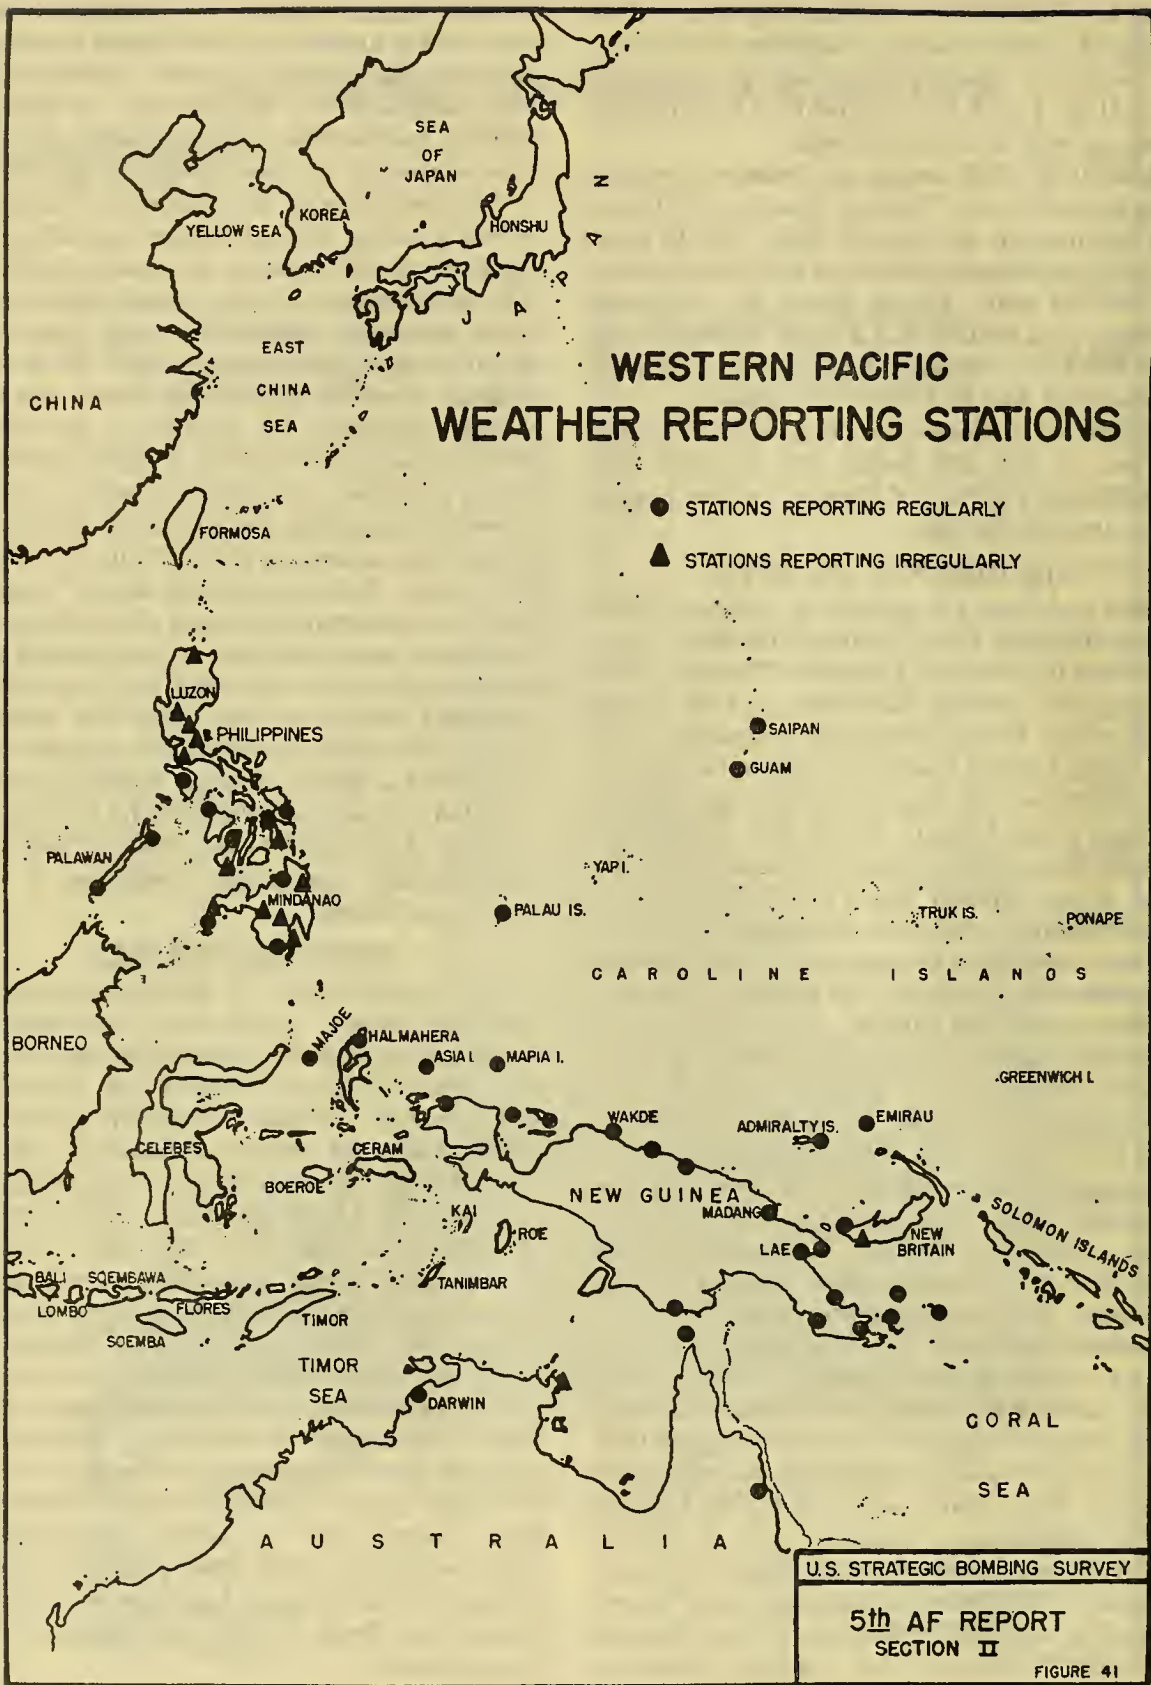 SEA
OF
JAPAN
KOREA
YELLOW SEA
HONSHU
J A P A N
EAST
CHINA
SEA
CHINA
WESTERN PACIFIC
WEATHER REPORTING STATIONS
STATIONS REPORTING REGULARLY
STATIONS REPORTING IRREGULARLY
FORMOSA
LUZON
PHILIPPINES
SAIPAN
GUAM
PALAWAN
YAP I.
MINDANAO
PALAU IS.
TRUK IS.
PONAPE
CAROLINE ISLANDS
BORNEO
MAJOE
HALMAHERA
ASIA I.
MAPIA I.
GREENWICH I.
WAKDE
ADMIRALTY IS.
EMIRAU
CELEBES
CERAM
BOEROE
NEW GUINEA
MADANG
KAI
ROE
SOLOMON ISLANDS
LAE
NEW
BRITAIN
BALI
SOEMBAWA
LOMBO
FLORES
TANIMBAR
SOEMBA
TIMOR
TIMOR
SEA
DARWIN
CORAL
SEA
AUSTRALIA
U.S. STRATEGIC BOMBING SURVEY
5th AF REPORT
SECTION II
FIGURE 41